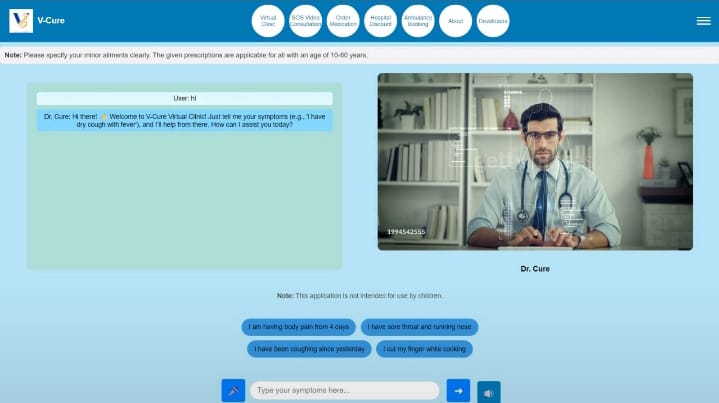 V-Cure
Virtual
Clinic
SOS Video
Consultation
Order
Medication
Hospital
Discount
Ambulance
Booking
About
Developers
Note: Please specify your minor ailments clearly. The given prescriptions are applicable for all with an age of 10-60 years.
User: hi
Dr. Cure: Hi there! 👋 Welcome to V-Cure Virtual Clinic! Just tell me your symptoms (e.g., 'I have
dry cough with fever'), and I'll help from there. How can I assist you today?
1994542555
Dr. Cure
Note: This application is not intended for use by children.
I am having body pain from 4 days
I have sore throat and running nose
I have been coughing since yesterday
I cut my finger while cooking
Type your symptoms here...